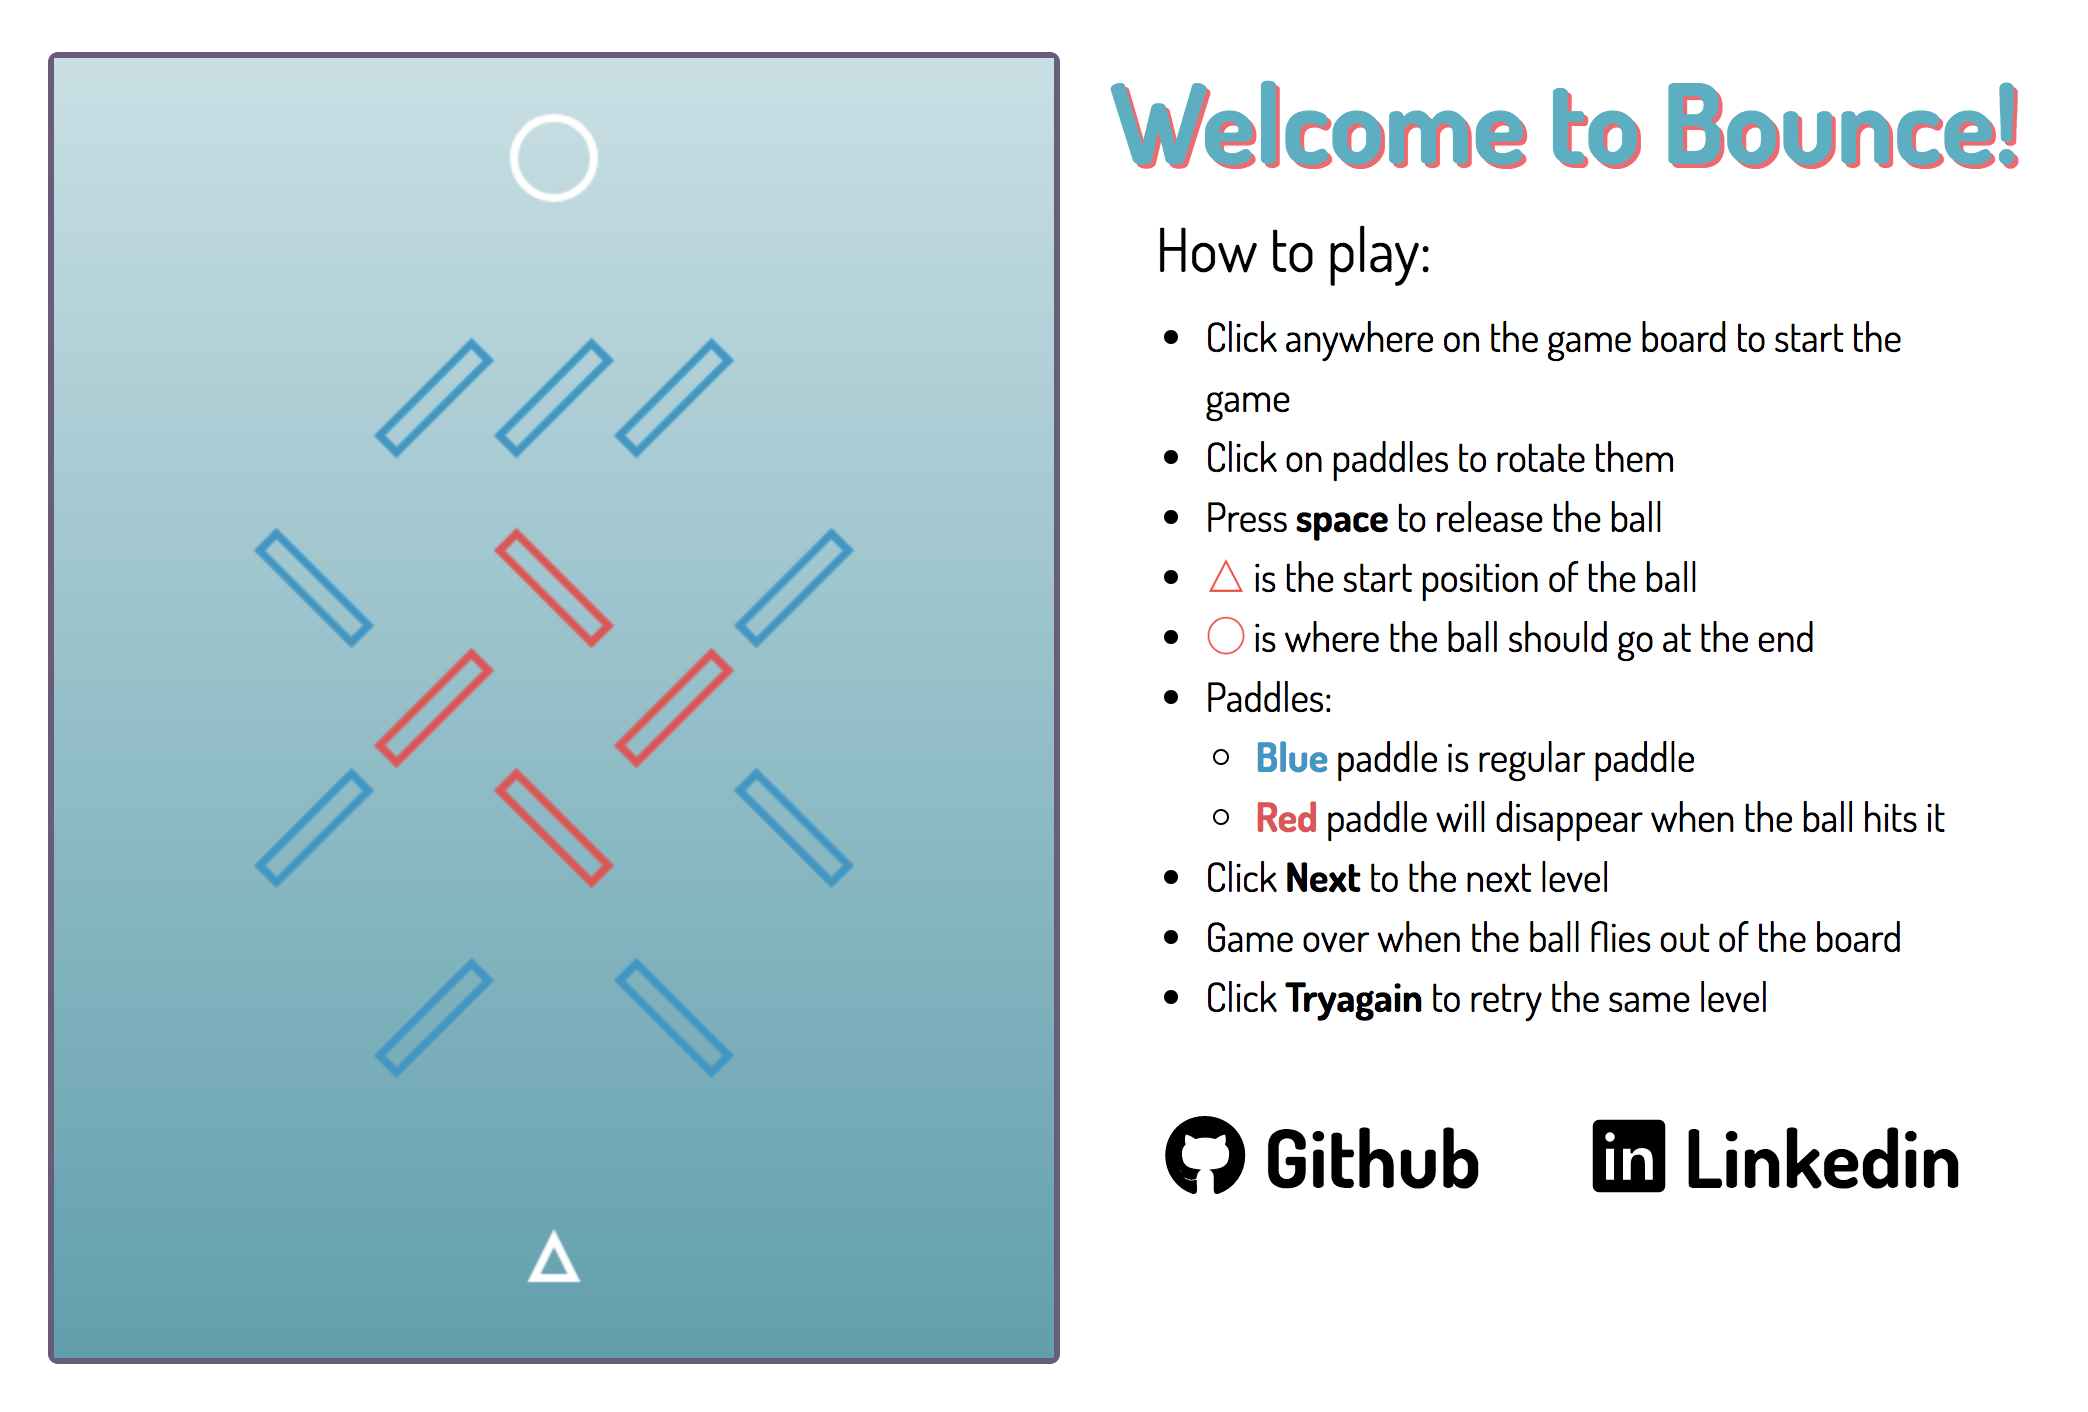 Welcome to Bounce!
How to play:
Click anywhere on the game board to start the
game
Click on paddles to rotate them
Press space to release the ball
is the start position of the ball
is where the ball should go at the end
Paddles:
Blue paddle is regular paddle
Red paddle will disappear when the ball hits it
Click Next to the next level
Game over when the ball flies out of the board
Click Tryagain to retry the same level
Github
in Linkedin